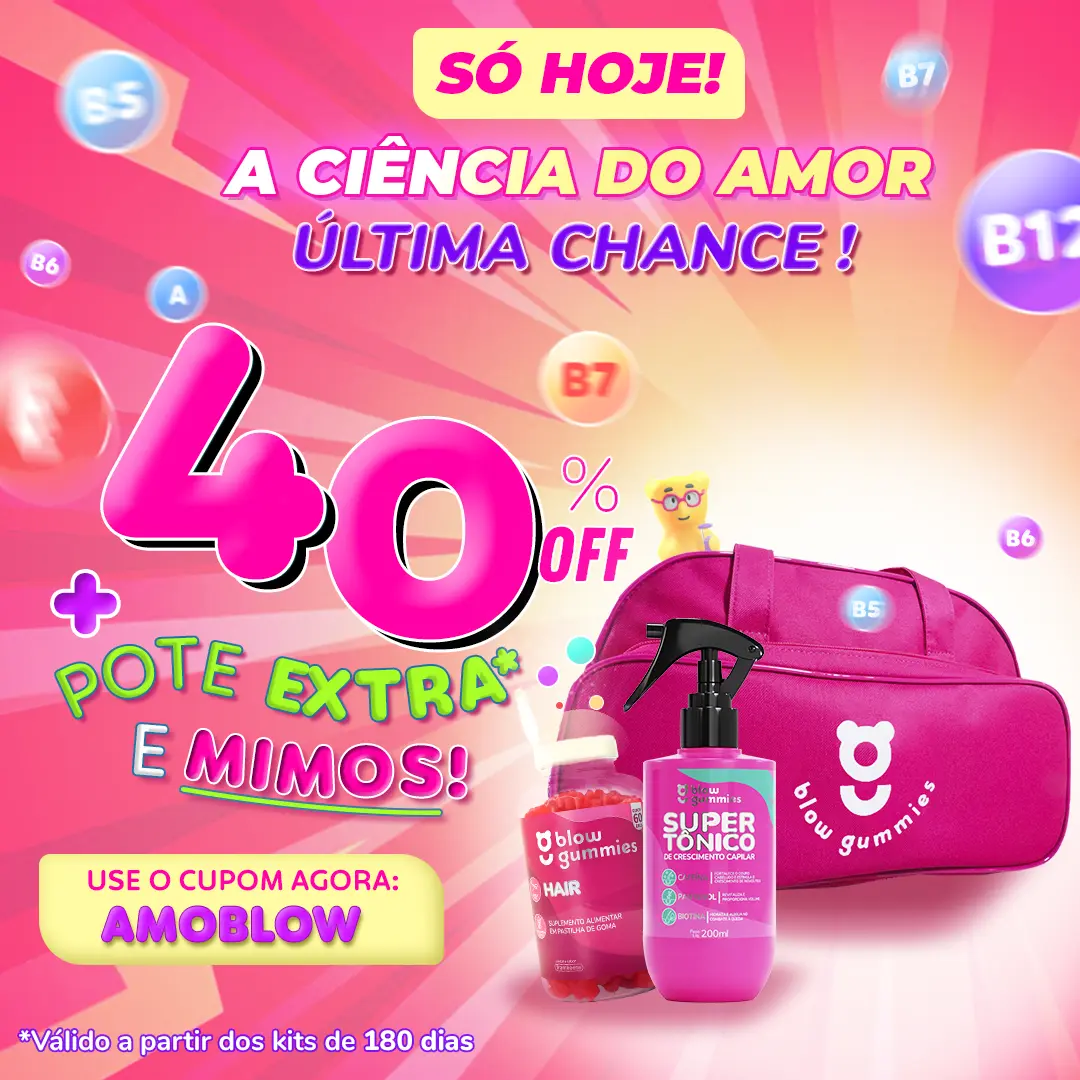 SÓ HOJE!
A CIÊNCIA DO AMOR
ÚLTIMA CHANCE !
B5
B7
B12
B6
A
B7
40
%
OFF
B6
B5
+
POTE EXTRA*
E MIMOS!
blow
gummies
HAIR
SUPLEMENTO ALIMENTAR
EM PASTILHA DE GOMA
60
blow
gummies
SUPER
TÔNICO
DE CRESCIMENTO CAPILAR
BIOTINA
200ml
blow gummies
USE O CUPOM AGORA:
AMOBLOW
*Válido a partir dos kits de 180 dias